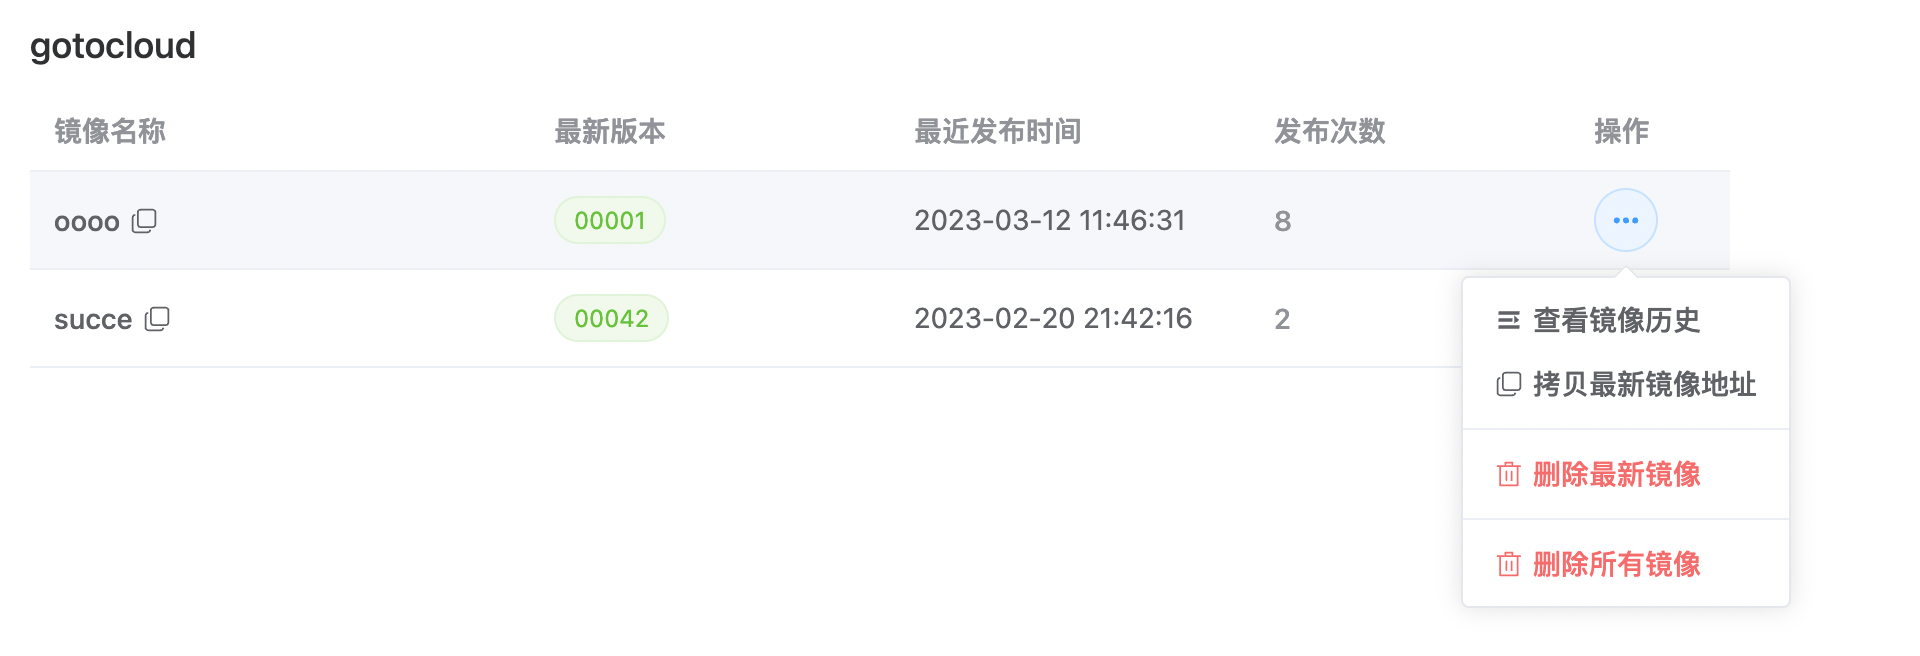 gotocloud
镜像名称 最新版本 最近发布时间 发布次数 操作
oooo 00001 2023-03-12 11:46:31 8
succe 00042 2023-02-20 21:42:16 2
查看镜像历史
拷贝最新镜像地址
删除最新镜像
删除所有镜像